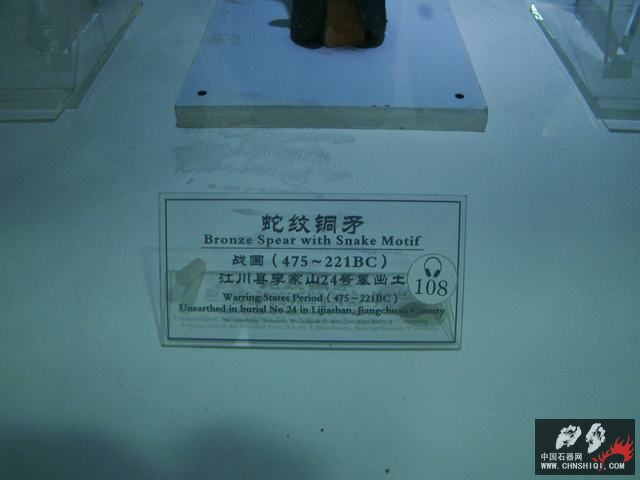 蛇纹铜矛
Bronze Spear with Snake Motif
战国（475～221BC）
江川县李家山24号墓出土
108
Warring States Period（475～221BC）
Unearthed in burial No.24 in Lijiashan, Jiangchuan County
中国石器网
WWW.CHNSHIQI.COM